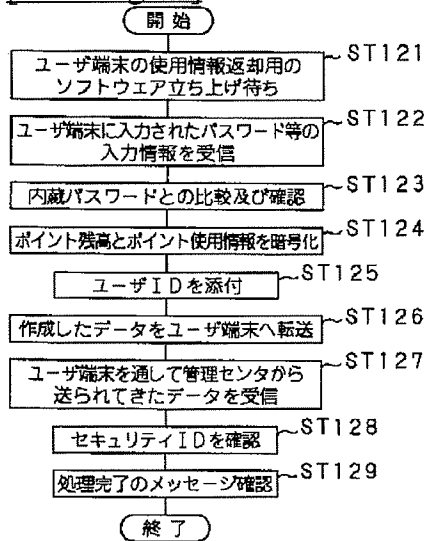 開始
ST121
ユーザ端末の使用情報返却用の
ソフトウェア立ち上げ待ち
ST122
ユーザ端末に入力されたパスワード等の
入力情報を受信
ST123
内蔵パスワードとの比較及び確認
ST124
ポイント残高とポイント使用情報を暗号化
ST125
ユーザIDを添付
ST126
作成したデータをユーザ端末へ転送
ST127
ユーザ端末を通して管理センタから
送られてきたデータを受信
ST128
セキュリティIDを確認
ST129
処理完了のメッセージ確認
終了